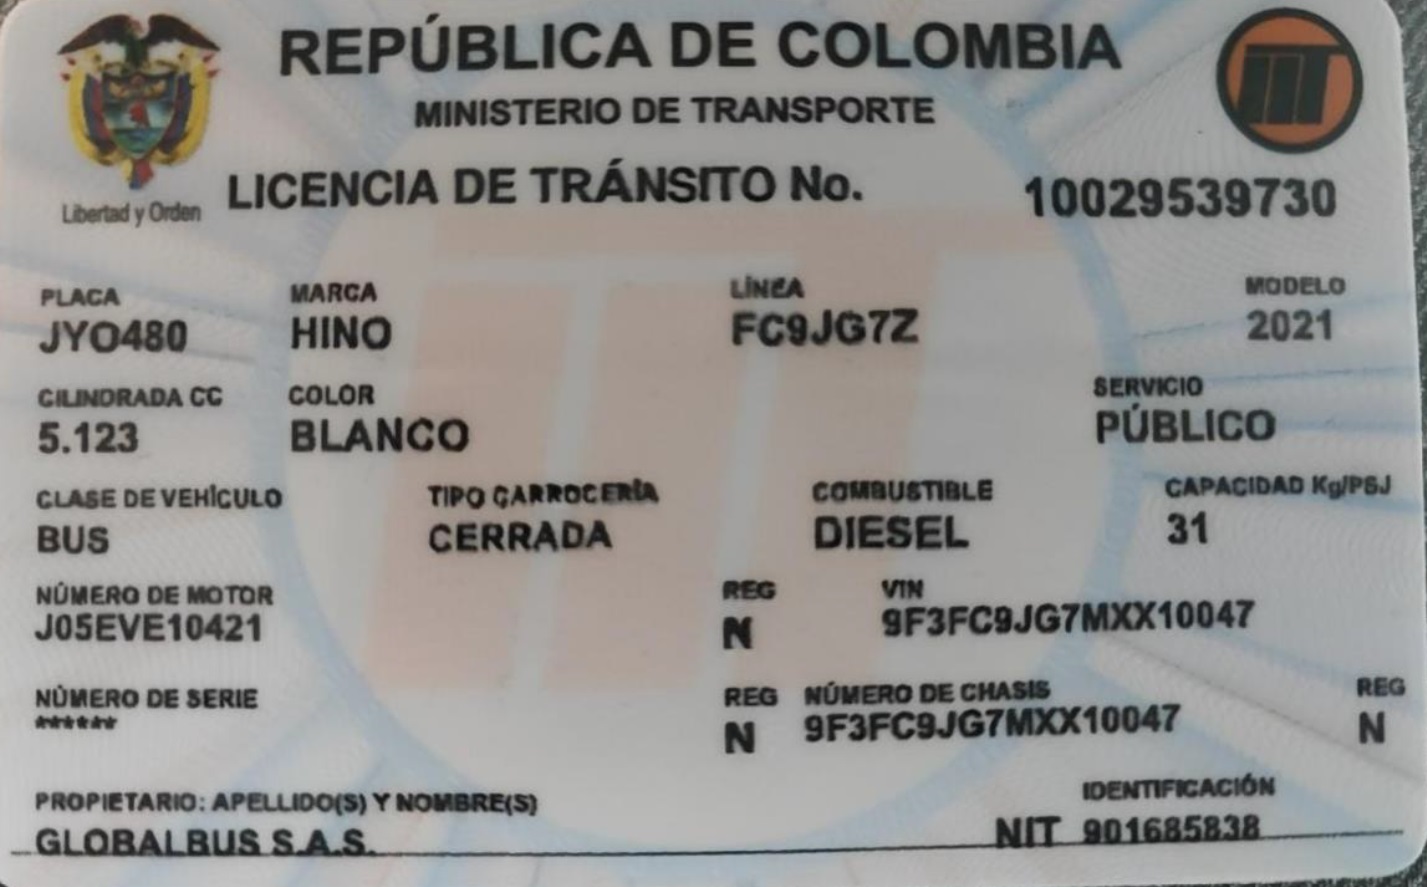 REPÚBLICA DE COLOMBIA
MINISTERIO DE TRANSPORTE
Libertad y Orden
LICENCIA DE TRÁNSITO No. 10029539730
PLACA MARCA LÍNEA MODELO
JYO480 HINO FC9JG7Z 2021
CILINDRADA CC COLOR SERVICIO
5.123 BLANCO PÚBLICO
CLASE DE VEHÍCULO TIPO CARROCERÍA COMBUSTIBLE CAPACIDAD Kg/PSJ
BUS CERRADA DIESEL 31
NÚMERO DE MOTOR REG VIN
J05EVE10421 N 9F3FC9JG7MXX10047
NÚMERO DE SERIE REG NÚMERO DE CHASIS REG
****** N 9F3FC9JG7MXX10047 N
PROPIETARIO: APELLIDO(S) Y NOMBRE(S) IDENTIFICACIÓN
GLOBALBUS S.A.S. NIT 901685838